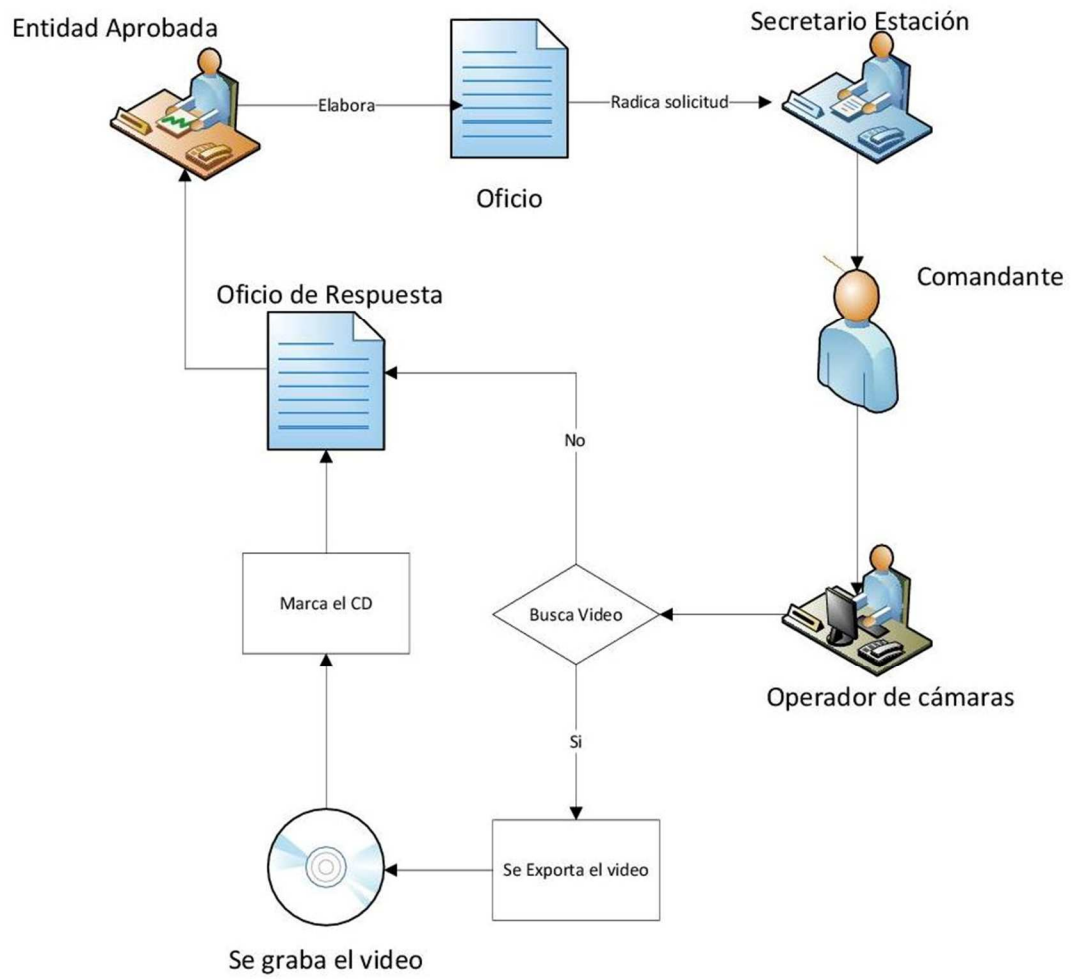 Entidad Aprobada
Secretario Estación
Elabora
Radica solicitud
Oficio
Comandante
Oficio de Respuesta
No
Marca el CD
Busca Video
Operador de cámaras
Si
Se Exporta el video
Se graba el video